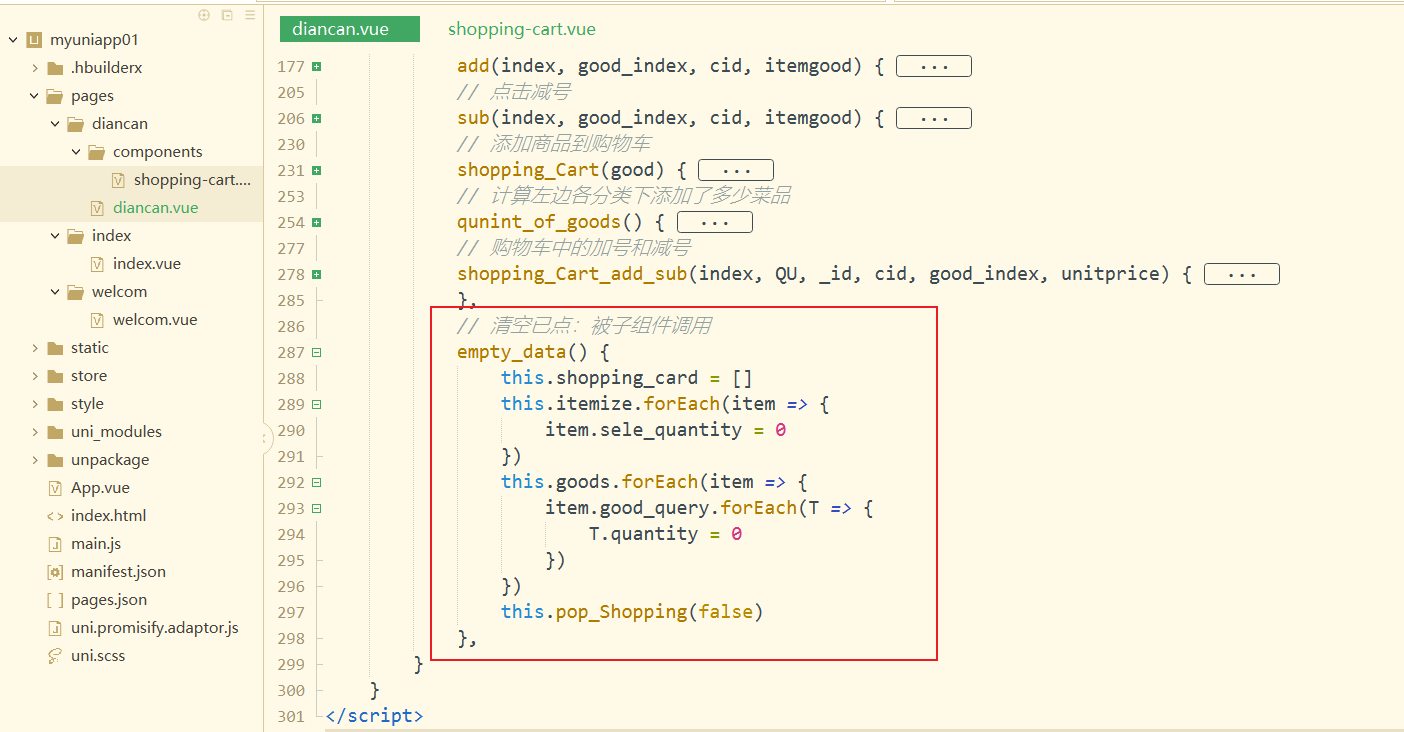 myuniapp01
.hbuilderx
pages
diancan
components
shopping-cart....
diancan.vue
index
index.vue
welcom
welcom.vue
static
store
style
uni_modules
unpackage
App.vue
index.html
main.js
manifest.json
pages.json
uni.promisify.adaptor.js
uni.scss
diancan.vue shopping-cart.vue
177 add(index, good_index, cid, itemgood) { ...
205 // 点击减号
206 sub(index, good_index, cid, itemgood) { ...
230 // 添加商品到购物车
231 shopping_Cart(good) { ...
253 // 计算左边各分类下添加了多少菜品
254 qunint_of_goods() { ...
277 // 购物车中的加号和减号
278 shopping_Cart_add_sub(index, QU, _id, cid, good_index, unitprice) { ...
285 },
286 // 清空已点：被子组件调用
287 empty_data() {
288 this.shopping_card = []
289 this.itemize.forEach(item => {
290 item.sele_quantity = 0
291 })
292 this.goods.forEach(item => {
293 item.good_query.forEach(T => {
294 T.quantity = 0
295 })
296 })
297 this.pop_Shopping(false)
298 },
299 }
300 }
301 </script>